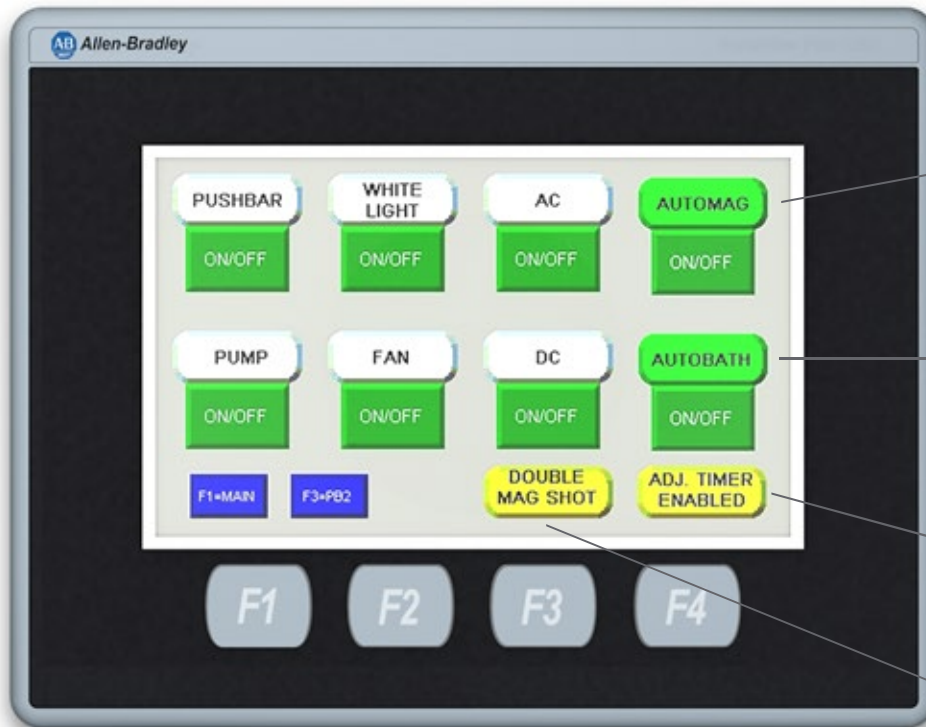 AB Allen-Bradley
PUSHBAR
WHITE
LIGHT
AC
AUTOMAG
ON/OFF
ON/OFF
ON/OFF
ON/OFF
PUMP
FAN
DC
AUTOBATH
ON/OFF
ON/OFF
ON/OFF
ON/OFF
F1=MAIN
F3=PB2
DOUBLE
MAG SHOT
ADJ. TIMER
ENABLED
F1
F2
F3
F4